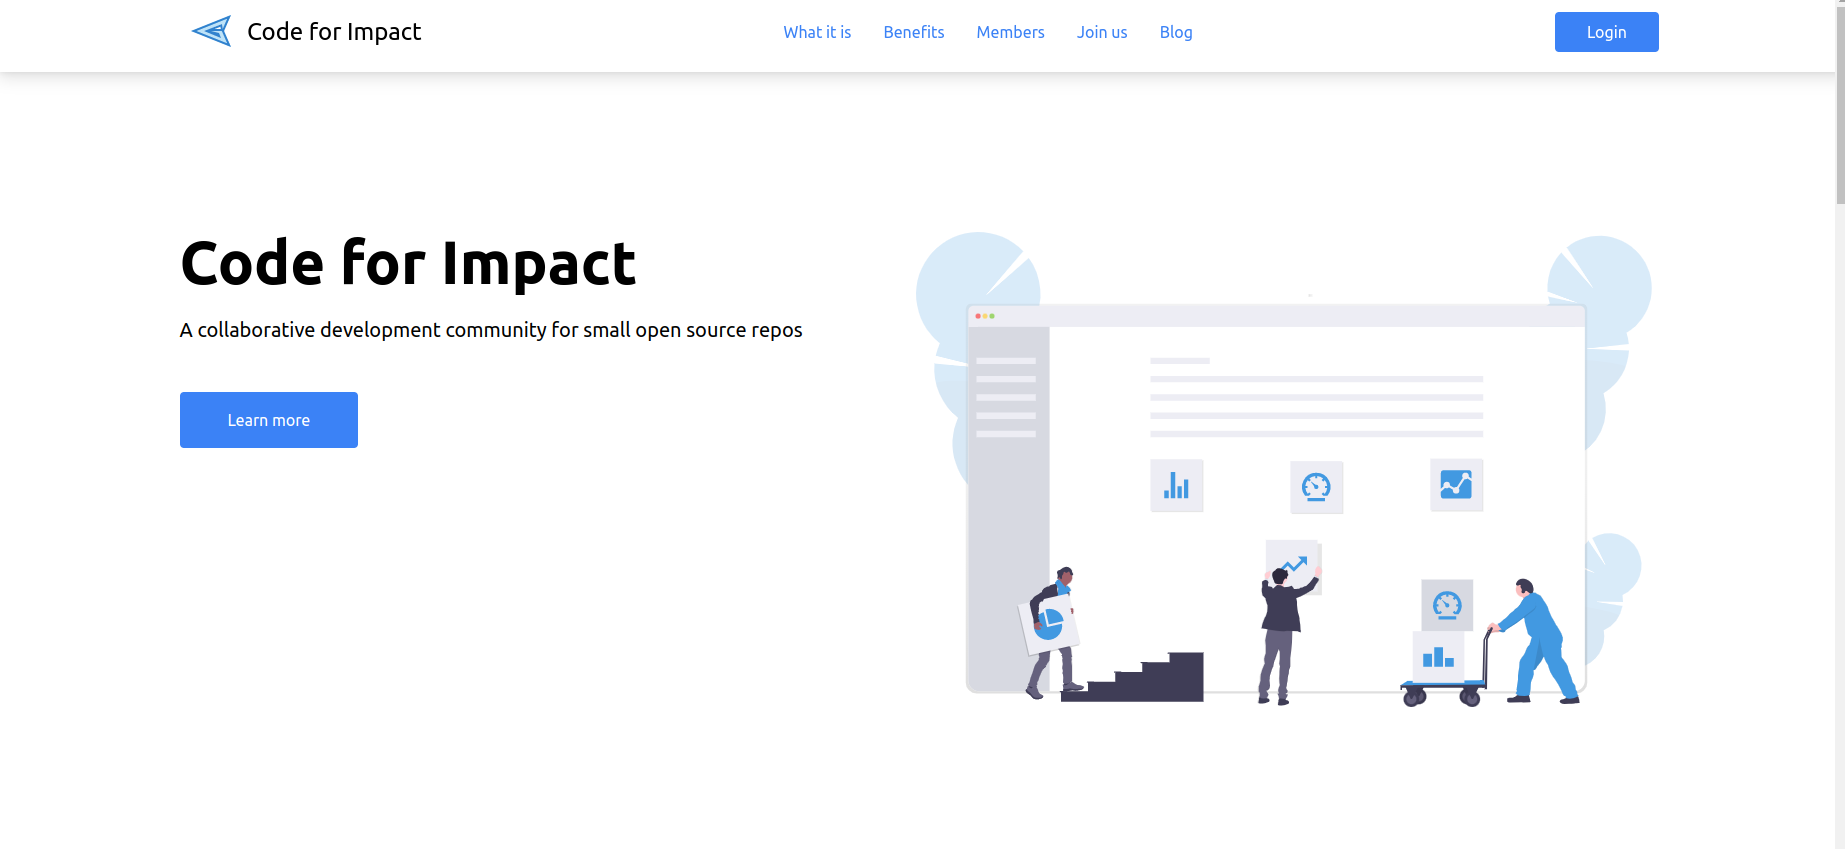 Code for Impact
What it is
Benefits
Members
Join us
Blog
Login
Code for Impact
A collaborative development community for small open source repos
Learn more